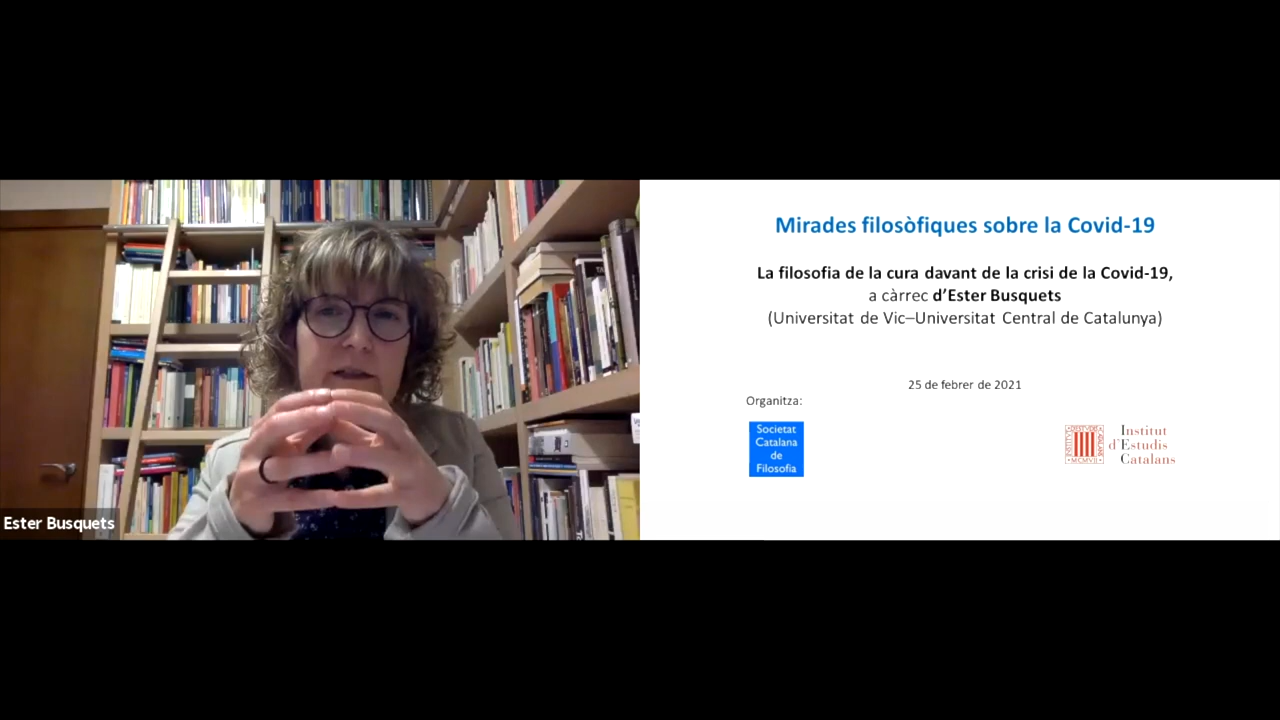 Ester Busquets
Mirades filosòfiques sobre la Covid-19
La filosofia de la cura davant de la crisi de la Covid-19,
a càrrec d’Ester Busquets
(Universitat de Vic–Universitat Central de Catalunya)
25 de febrer de 2021
Organitza:
Societat
Catalana
de
Filosofia
Institut
d'Estudis
Catalans